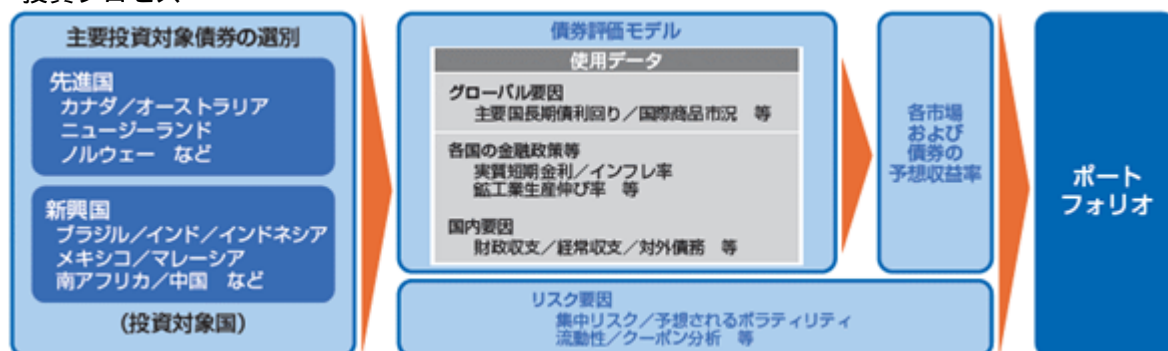 投資プロセス
主要投資対象債券の選別
先進国
カナダ/オーストラリア
ニュージーランド
ノルウェー など
新興国
ブラジル/インド/インドネシア
メキシコ/マレーシア
南アフリカ/中国 など
(投資対象国)
債券評価モデル
使用データ
グローバル要因
主要国長期債利回り/国際商品市況 等
各国の金融政策等
実質短期金利/インフレ率
鉱工業生産伸び率 等
国内要因
財政収支/経常収支/対外債務 等
リスク要因
集中リスク/予想されるボラティリティ
流動性/クーポン分析 等
各市場
および
債券の
予想収益率
ポート
フォリオ